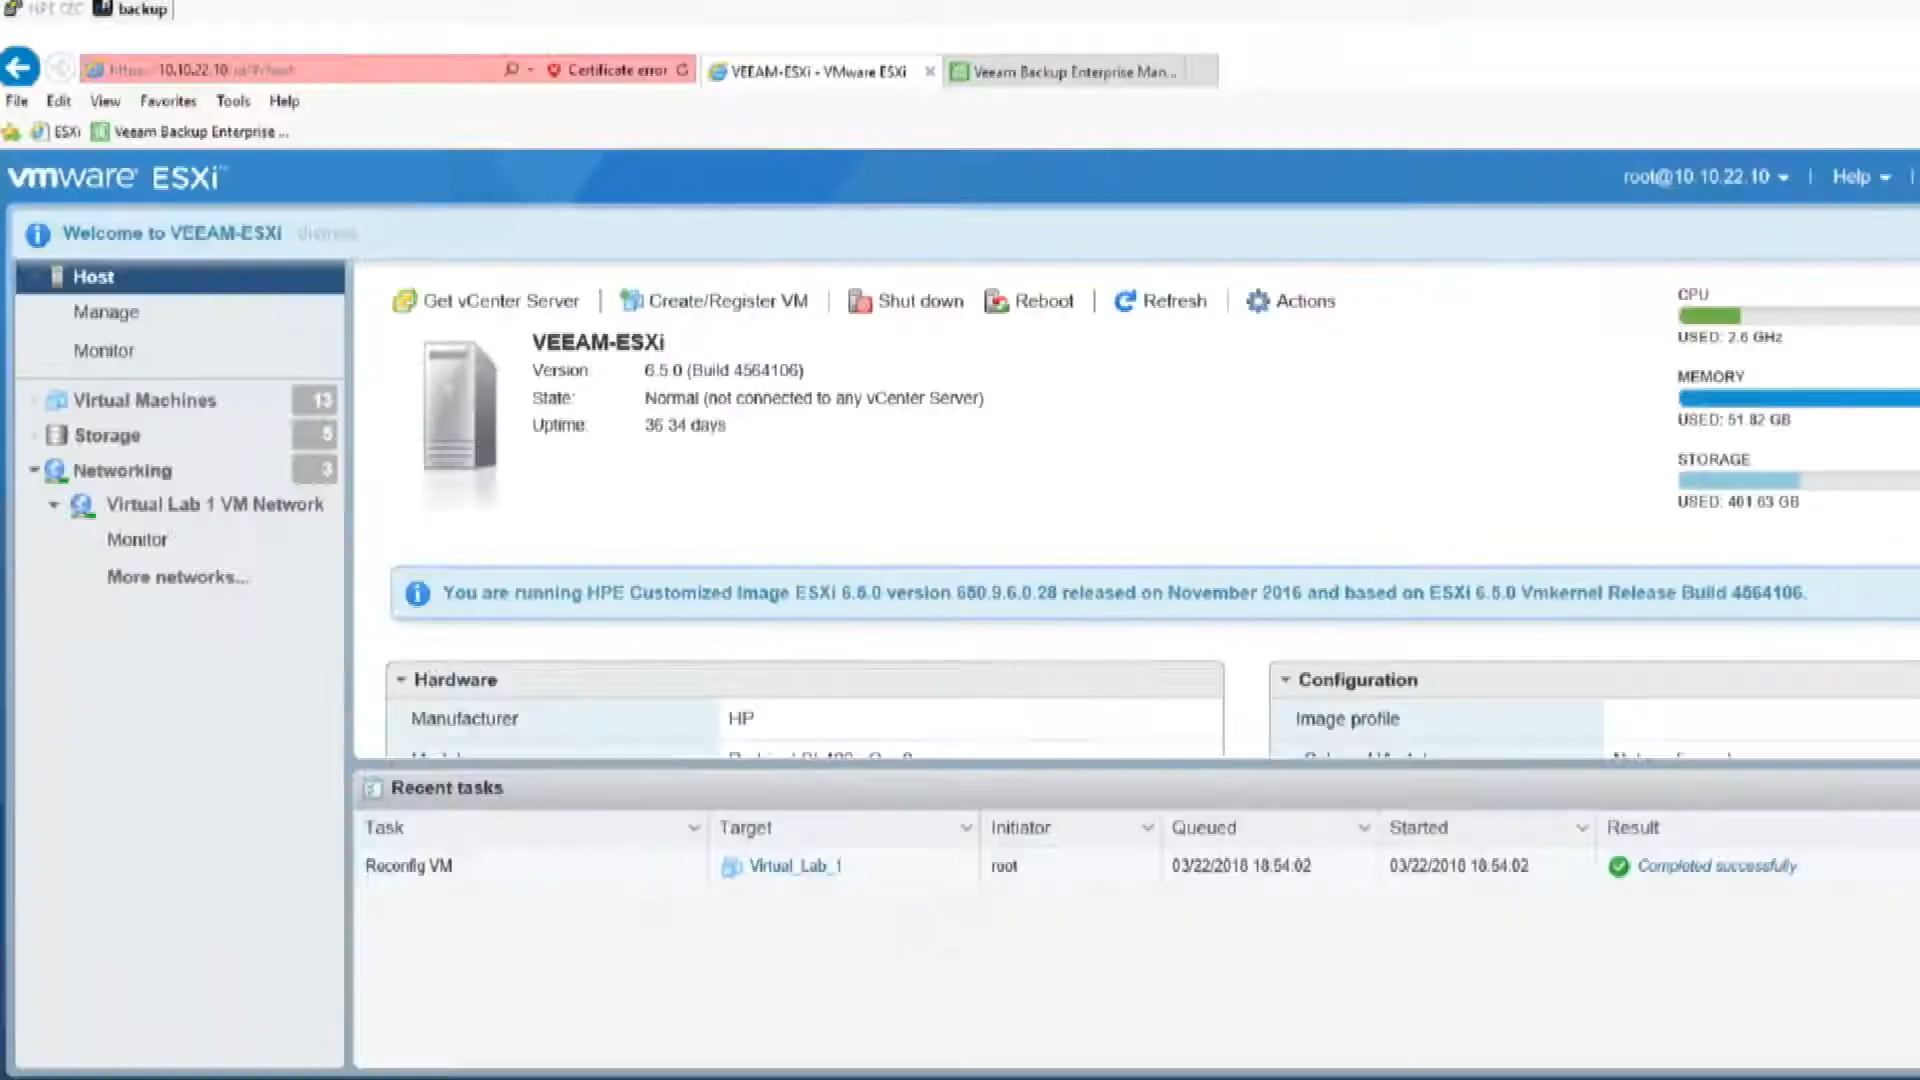 HPE CEC backup
https://10.10.22.10/ui/#/host Certificate error VEEAM-ESXi - VMware ESXi Veeam Backup Enterprise Man...
File Edit View Favorites Tools Help
ESXi Veeam Backup Enterprise ...
vmware ESXi root@10.10.22.10 | Help |
Welcome to VEEAM-ESXi dismiss
Host
Manage
Monitor
Virtual Machines 13
Storage 5
Networking 3
Virtual Lab 1 VM Network
Monitor
More networks...
Get vCenter Server | Create/Register VM | Shut down Reboot | Refresh | Actions
VEEAM-ESXi
Version: 6.5.0 (Build 4564106)
State: Normal (not connected to any vCenter Server)
Uptime: 36.34 days
CPU
USED: 2.6 GHz
MEMORY
USED: 51.82 GB
STORAGE
USED: 461.63 GB
You are running HPE Customized Image ESXi 6.5.0 version 650.9.6.0.28 released on November 2016 and based on ESXi 6.5.0 Vmkernel Release Build 4564106.
Hardware
Manufacturer HP
Configuration
Image profile
Recent tasks
Task Target Initiator Queued Started Result
Reconfig VM Virtual_Lab_1 root 03/22/2018 18:54:02 03/22/2018 18:54:02 Completed successfully